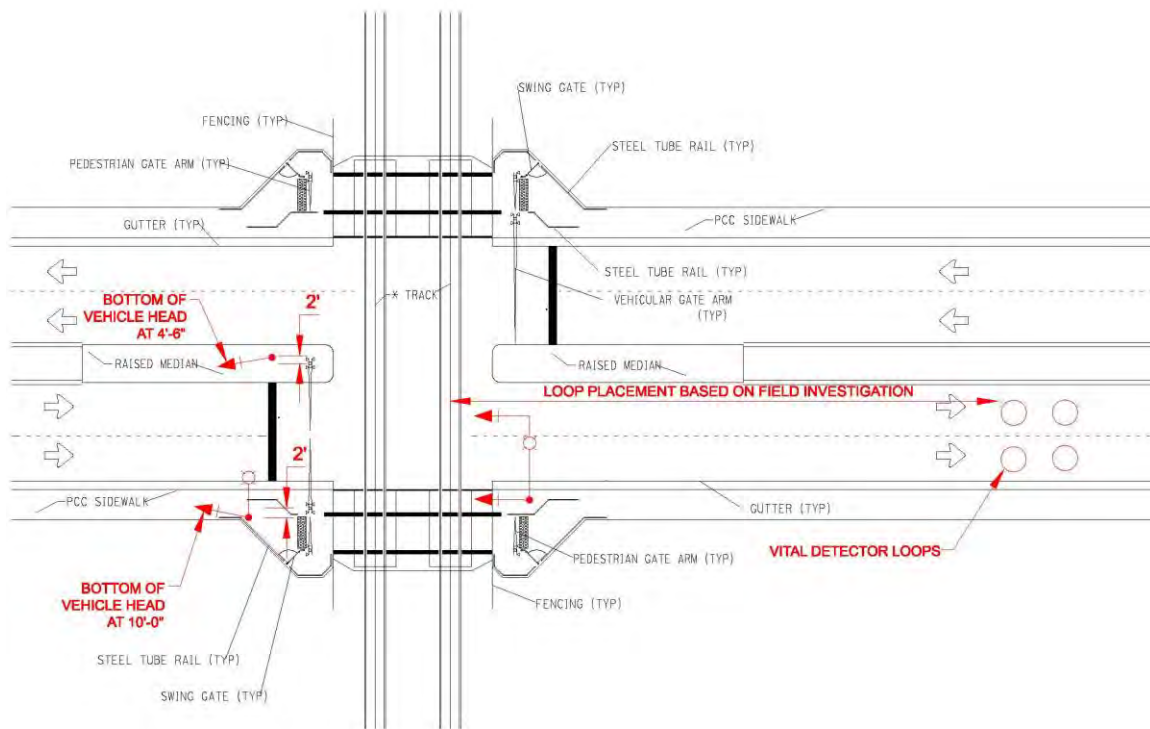 SWING GATE (TYP)
FENCING (TYP)
STEEL TUBE RAIL (TYP)
PEDESTRIAN GATE ARM (TYP)
PCC SIDEWALK
GUTTER (TYP)
STEEL TUBE RAIL (TYP)
BOTTOM OF
VEHICLE HEAD
AT 4'-6"
2'
* TRACK
VEHICULAR GATE ARM
(TYP)
RAISED MEDIAN
RAISED MEDIAN
LOOP PLACEMENT BASED ON FIELD INVESTIGATION
2'
PCC SIDEWALK
GUTTER (TYP)
VITAL DETECTOR LOOPS
PEDESTRIAN GATE ARM (TYP)
BOTTOM OF
VEHICLE HEAD
AT 10'-0"
FENCING (TYP)
STEEL TUBE RAIL (TYP)
SWING GATE (TYP)